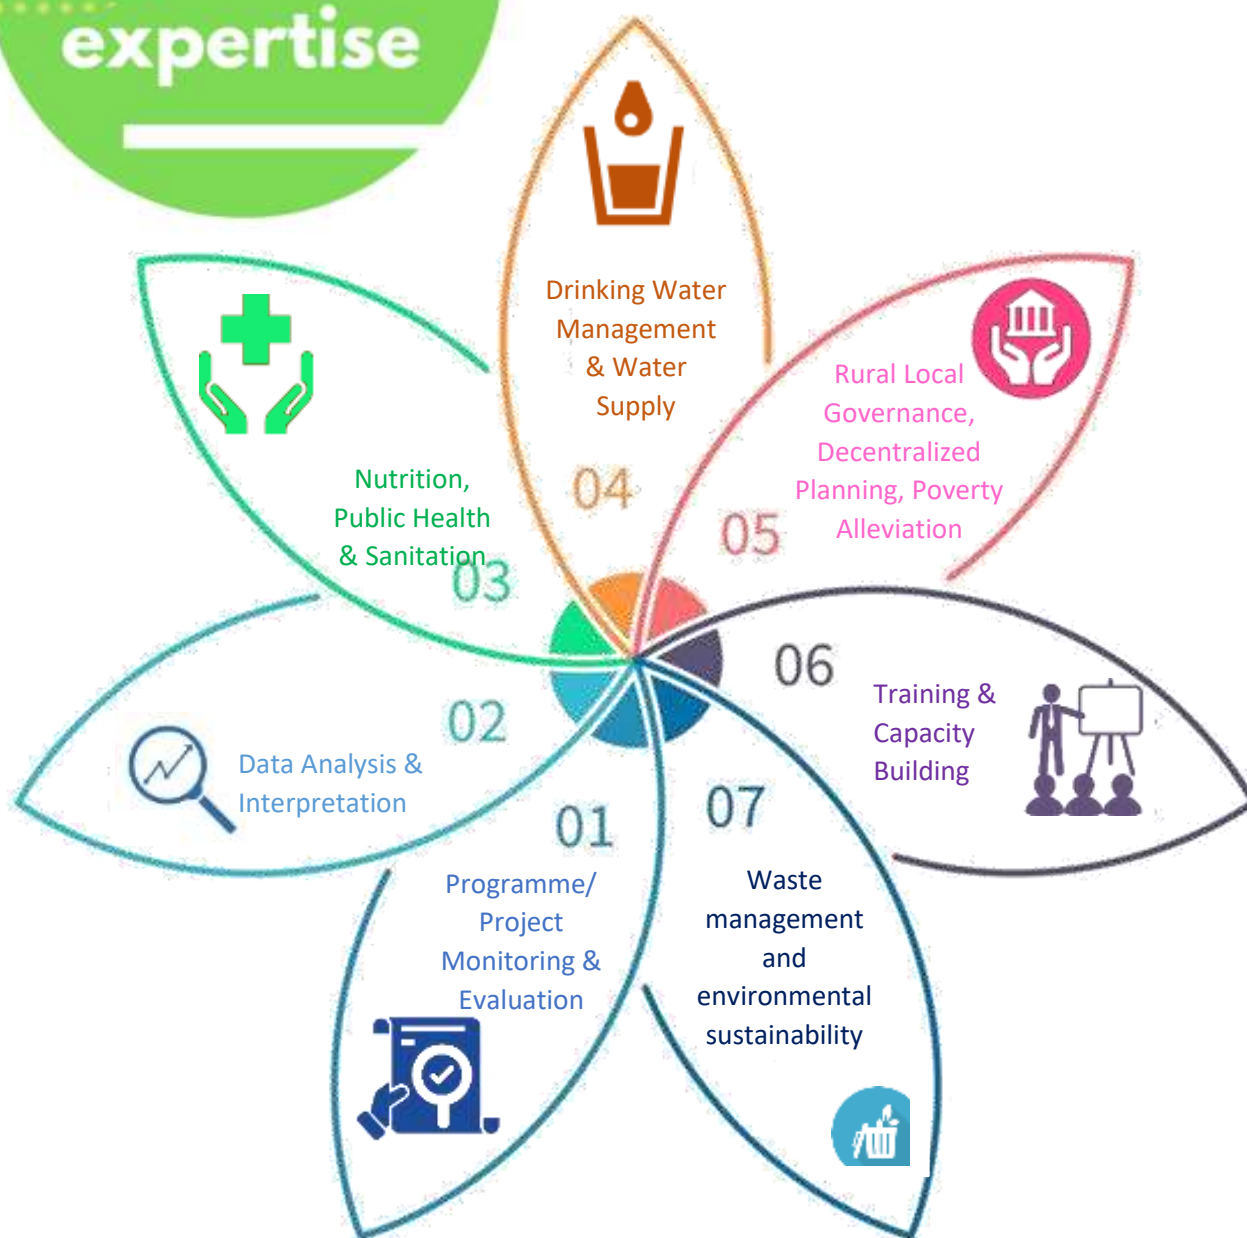 expertise
04
Drinking Water
Management
& Water
Supply
05
Rural Local
Governance,
Decentralized
Planning, Poverty
Alleviation
03
Nutrition,
Public Health
& Sanitation
02
Data Analysis &
Interpretation
06
Training &
Capacity
Building
01
Programme/
Project
Monitoring &
Evaluation
07
Waste
management
and
environmental
sustainability